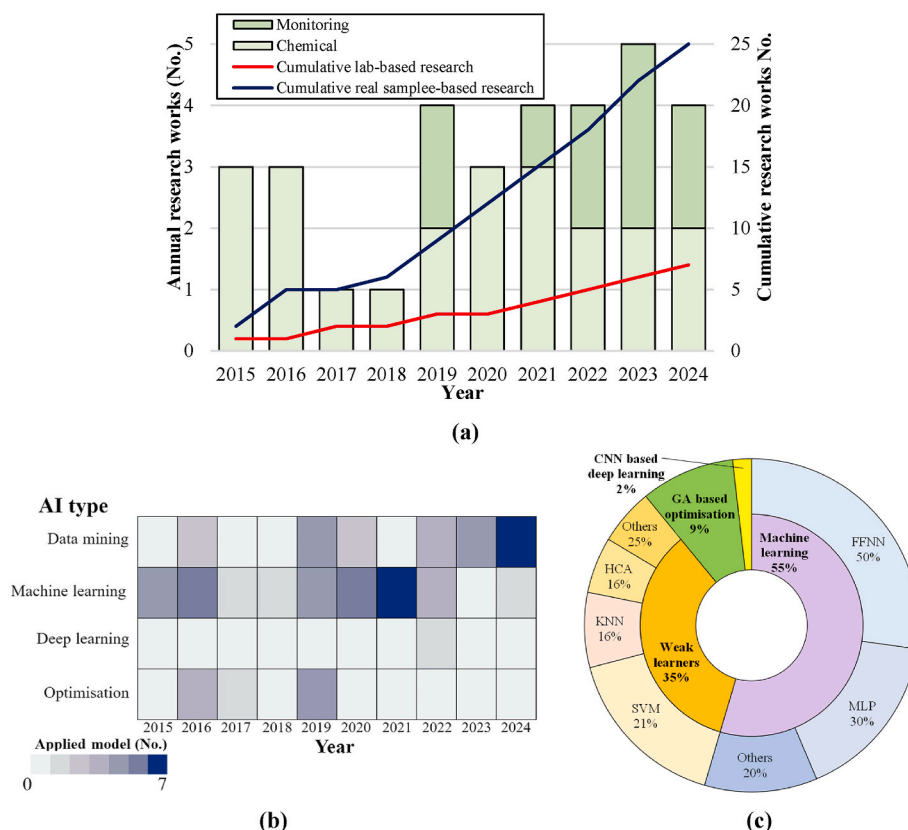 Monitoring
Chemical
Cumulative lab-based research
Cumulative real samplee-based research
Annual research works (No.)
5
4
3
2
1
0
25
20
15
10
5
0
Cumulative research works No.
2015 2016 2017 2018 2019 2020 2021 2022 2023 2024
Year
(a)
AI type
Data mining
Machine learning
Deep learning
Optimisation
2015 2016 2017 2018 2019 2020 2021 2022 2023 2024
Year
Applied model (No.)
0 7
(b)
CNN based
deep learning
2%
GA based
optimisation
9%
Machine
learning
55%
Weak
learners
35%
FFNN
50%
MLP
30%
Others
20%
SVM
21%
KNN
16%
HCA
16%
Others
25%
(c)